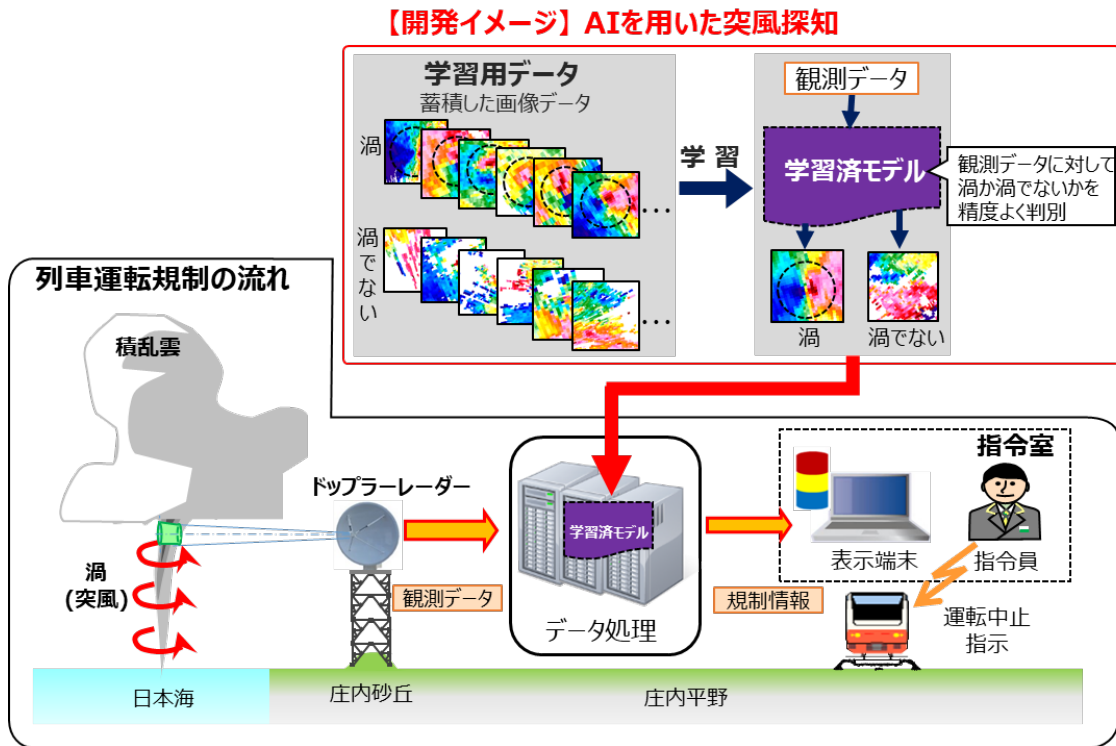 【開発イメージ】AIを用いた突風探知
学習用データ
蓄積した画像データ
渦
…
渦でない
…
学習
観測データ
学習済モデル
観測データに対して
渦か渦でないかを
精度よく判別
渦
渦でない
列車運転規制の流れ
積乱雲
渦
(突風)
ドップラーレーダー
観測データ
学習済モデル
データ処理
規制情報
指令室
表示端末
指令員
運転中止
指示
日本海
庄内砂丘
庄内平野